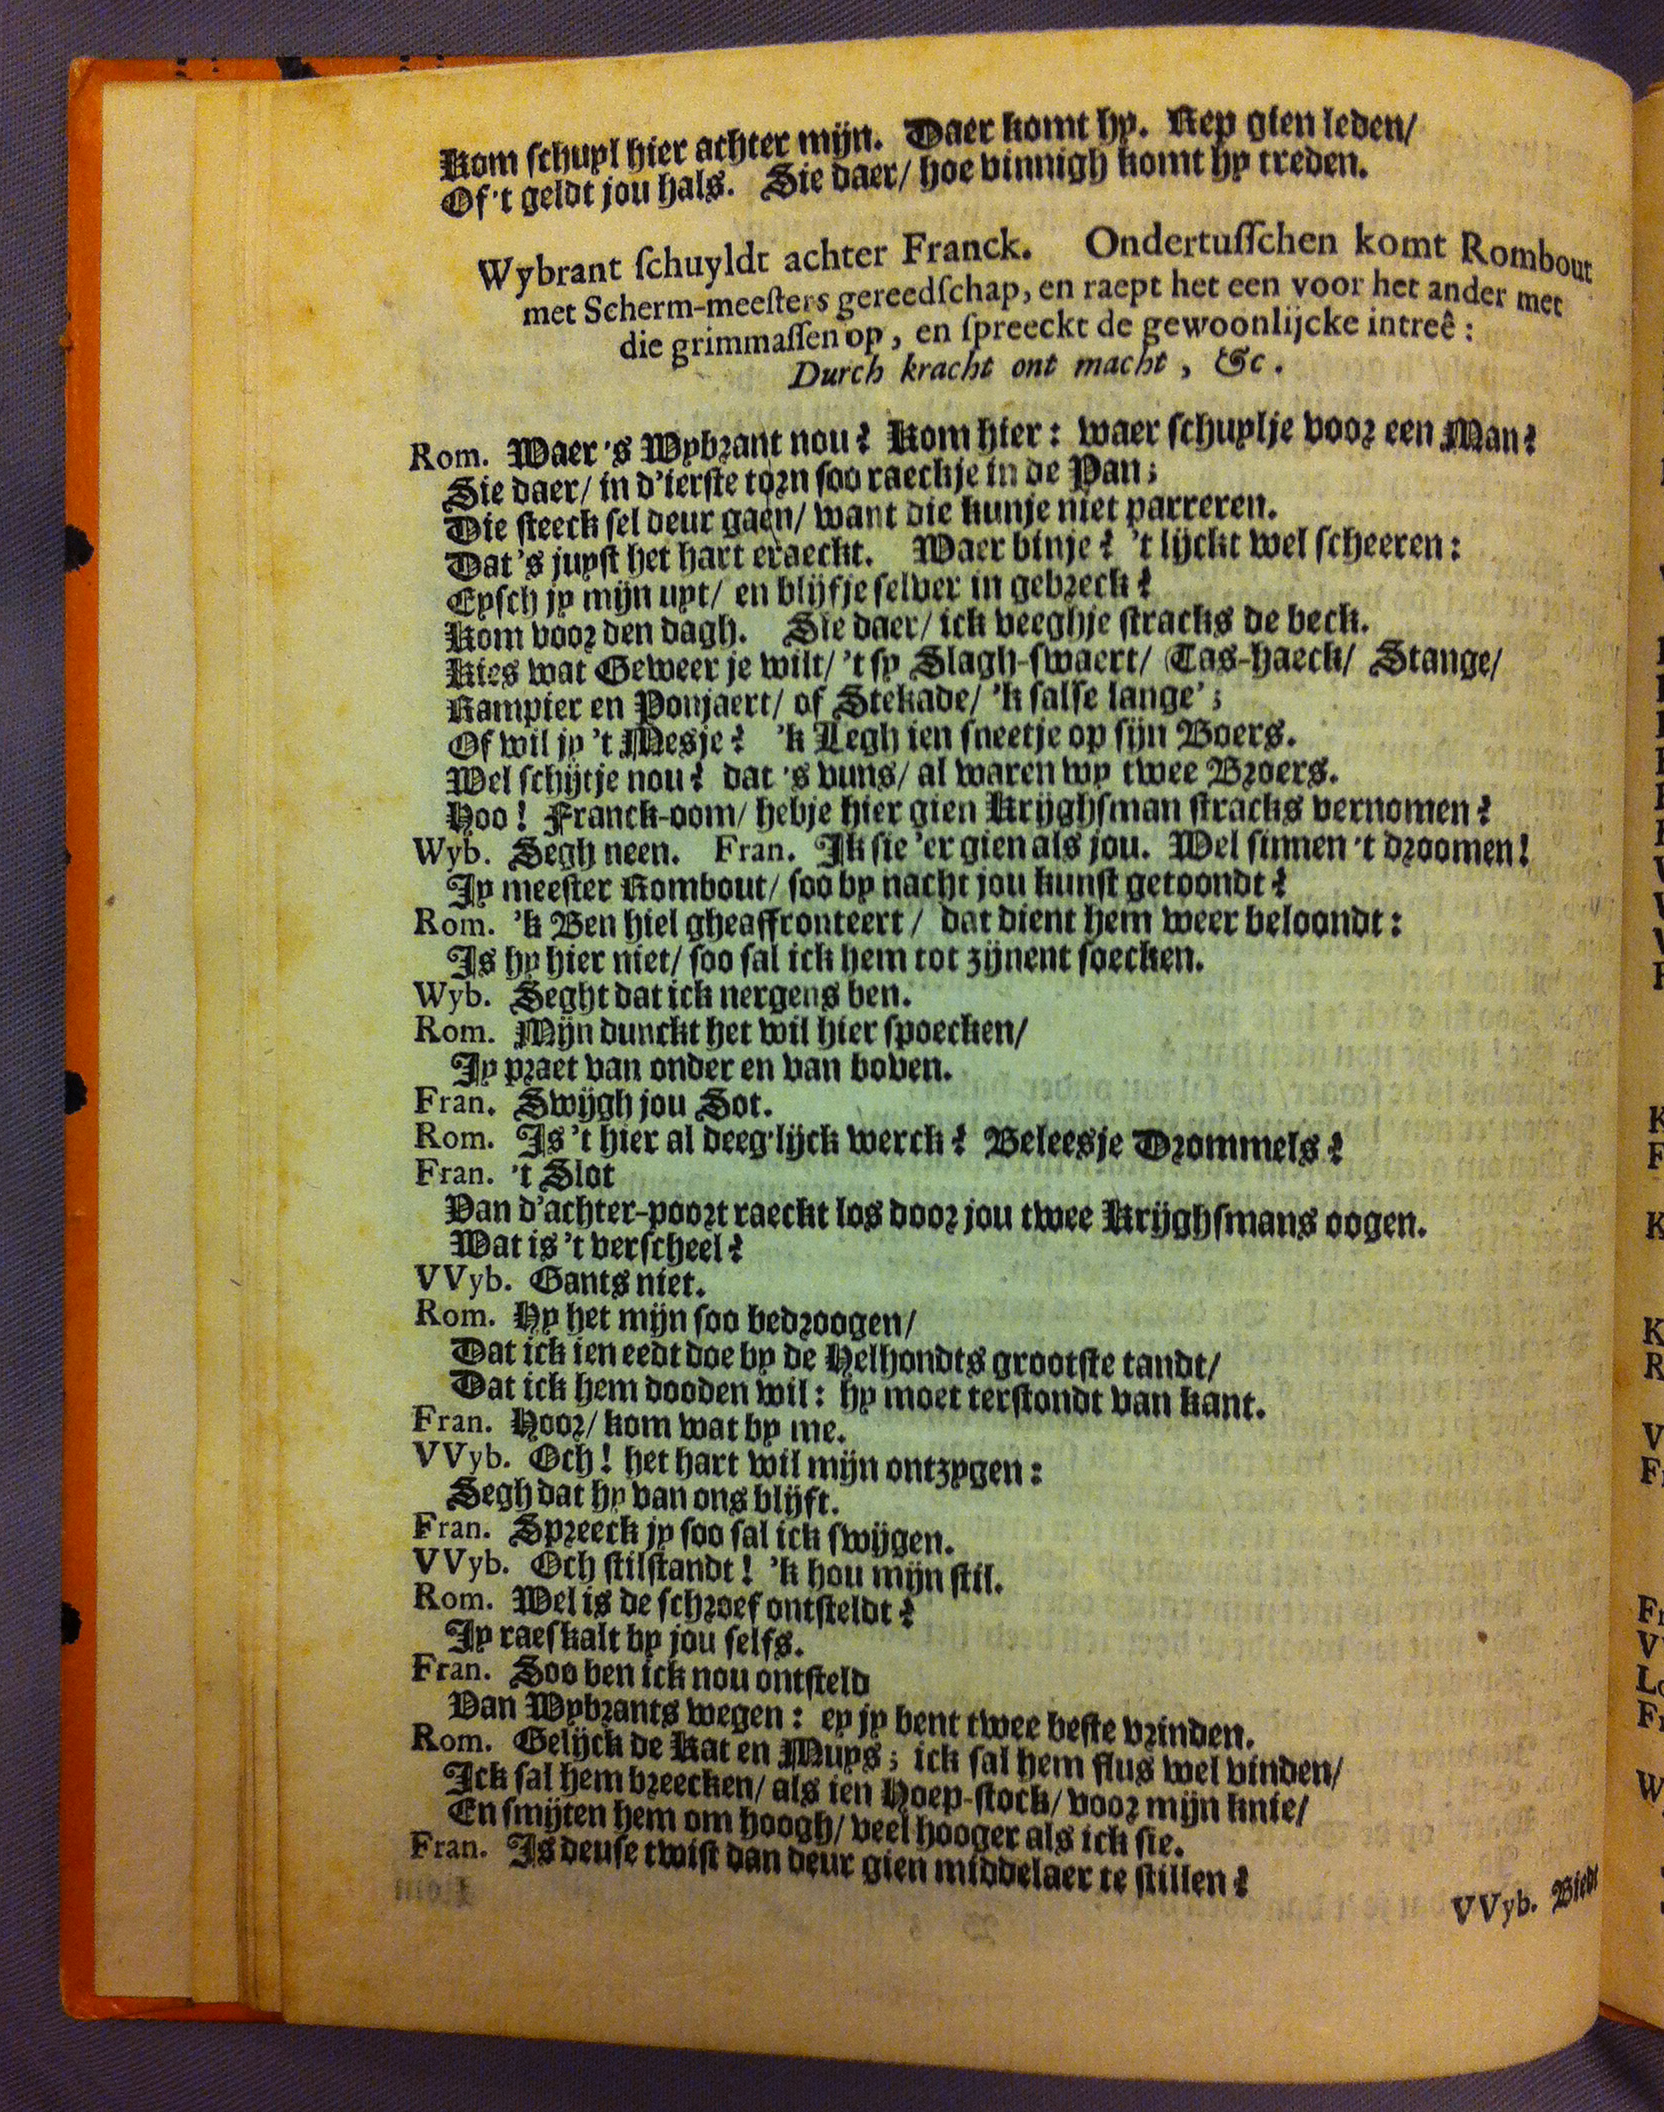 Kom schuyl hier achter mijn. Daer komt hy. Rep gien leden/
Of 't geldt jou hals. Sie daer/ hoe vinnigh komt hy treden.
Wybrant schuyldt achter Franck. Ondertusschen komt Rombout
met Scherm-meesters gereedschap, en raept het een voor het ander met
die grimmassen op, en spreeckt de gewoonlijcke intreê:
Durch kracht ont macht, &c.
Rom. Waer 's Wybrant nou? Kom hier: waer schuylje voor een Man?
Sie daer/ in d'ierste torn soo raeckje in de Pan;
Die steeck sel deur gaen/ want die kunje niet parreren.
Dat 's juyst het hart eraeckt. Waer binje? 't lijckt wel scheeren:
Eysch jy mijn uyt/ en blijfje selver in gebreck?
Kom voor den dagh. Sie daer/ ick veeghje stracks de beck.
Kies wat Geweer je wilt/ 't sy Slagh-swaert/ Tas-haeck/ Stange/
Rampier en Ponjaert/ of Stekade/ 'k salse lange';
Of wil jy 't Mesje? 'k Legh ien sneetje op sijn Boers.
Wel schijtje nou? dat 's vuns/ al waren wy twee Broers.
Hoo! Franck-oom/ hebje hier gien Krijghsman stracks vernomen?
Wyb. Segh neen. Fran. Ik sie 'er gien als jou. Wel sinnen 't droomen!
Jy meester Rombout/ soo by nacht jou kunst getoondt?
Rom. 'k Ben hiel gheaffronteert/ dat dient hem weer beloondt:
Is hy hier niet/ soo sal ick hem tot zijnent soecken.
Wyb. Seght dat ick nergens ben.
Rom. Mijn dunckt het wil hier spoecken/
Jy praet van onder en van boven.
Fran. Swijgh jou Sot.
Rom. Is 't hier al deeg'lijck werck? Beleesje Drommels?
Fran. 't Slot
Van d'achter-poort raeckt los door jou twee Krijghsmans oogen.
Wat is 't verscheel?
VVyb. Gants niet.
Rom. Hy het mijn soo bedroogen/
Dat ick ien eedt doe by de Helhondts grootste tandt/
Dat ick hem dooden wil: hy moet terstondt van kant.
Fran. Hoor/ kom wat by me.
VVyb. Och! het hart wil mijn ontzygen:
Segh dat hy van ons blijft.
Fran. Spreeck jy soo sal ick swijgen.
VVyb. Och stilstandt! 'k hou mijn stil.
Rom. Wel is de schroef ontsteldt?
Jy raeskalt by jou selfs.
Fran. Soo ben ick nou ontsteld
Van Wybrants wegen: ey jy bent twee beste vrinden.
Rom. Gelijck de Kat en Muys; ick sal hem flus wel vinden/
Ick sal hem breecken/ als ien Hoep-stock/ voor mijn knie/
En smijten hem om hoogh/ veel hooger als ick sie.
Fran. Is deuse twist dan deur gien middelaer te stillen?
VVyb. Biedt